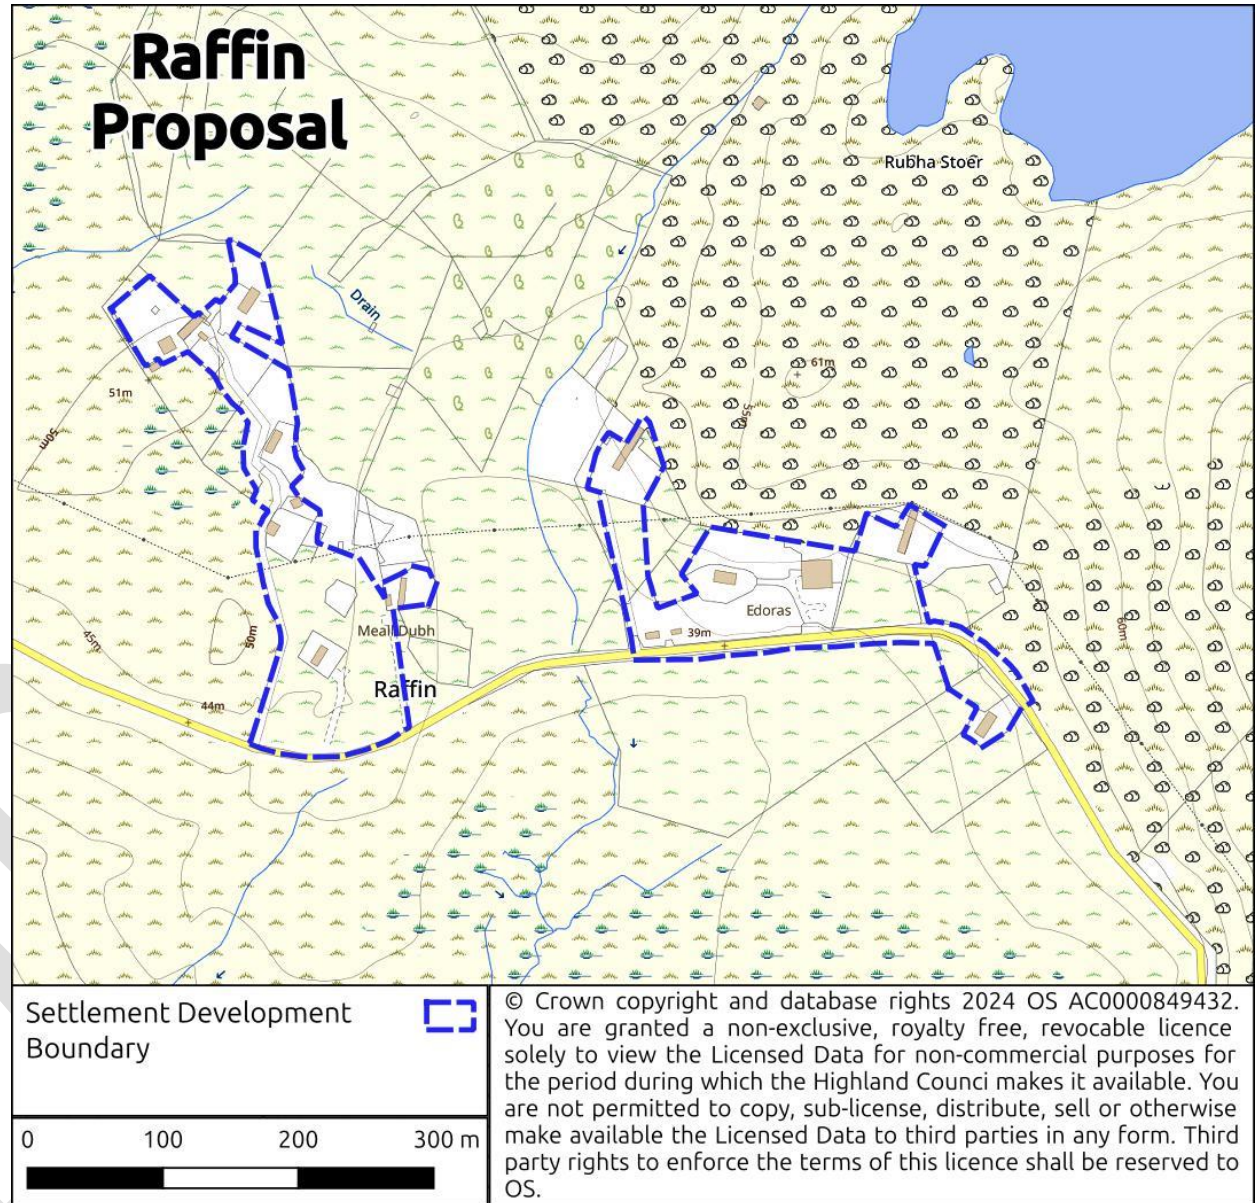 Raffin
Proposal
Rubha Stoer
Drain
61m
51m
50m
55m
Edoras
39m
Meall Dubh
50m
45m
60m
Raffin
44m
Settlement Development
Boundary
0 100 200 300 m
© Crown copyright and database rights 2024 OS AC0000849432.
You are granted a non-exclusive, royalty free, revocable licence
solely to view the Licensed Data for non-commercial purposes for
the period during which the Highland Counci makes it available. You
are not permitted to copy, sub-license, distribute, sell or otherwise
make available the Licensed Data to third parties in any form. Third
party rights to enforce the terms of this licence shall be reserved to
OS.